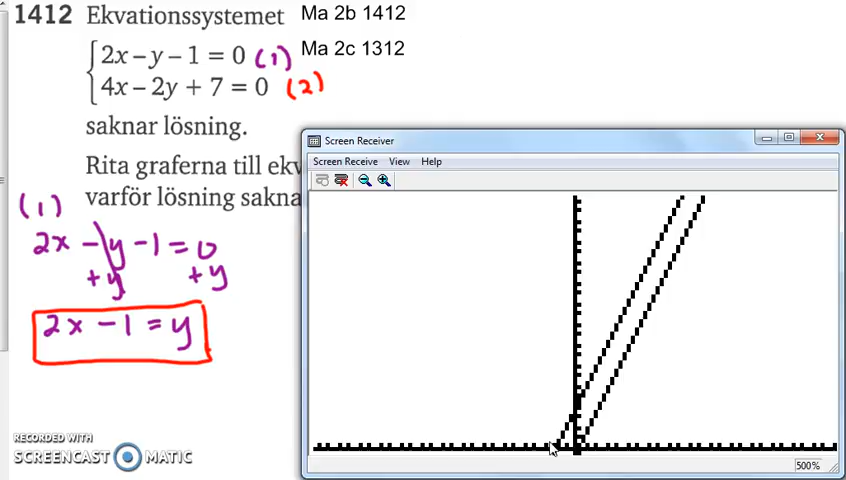 1412 Ekvationssystemet
Ma 2b 1412
2x – y – 1 = 0 (1)
Ma 2c 1312
4x – 2y + 7 = 0 (2)
saknar lösning.
Rita graferna till ekv
varför lösning sakna
Screen Receiver
Screen Receive View Help
(1)
2x - y - 1 = 0
+y +y
2x - 1 = y
RECORDED WITH
SCREENCAST MATIC
500%